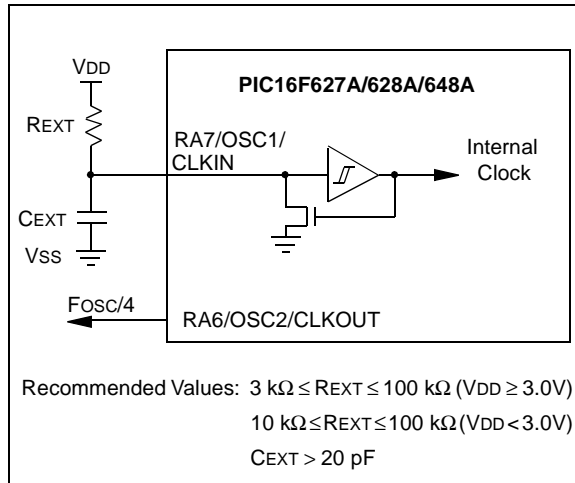 VDD
PIC16F627A/628A/648A
REXT
RA7/OSC1/
CLKIN
Internal
Clock
CEXT
VSS
FOSC/4
RA6/OSC2/CLKOUT
Recommended Values: 3 kΩ ≤ REXT ≤ 100 kΩ (VDD ≥ 3.0V)
10 kΩ ≤ REXT ≤ 100 kΩ (VDD < 3.0V)
CEXT > 20 pF